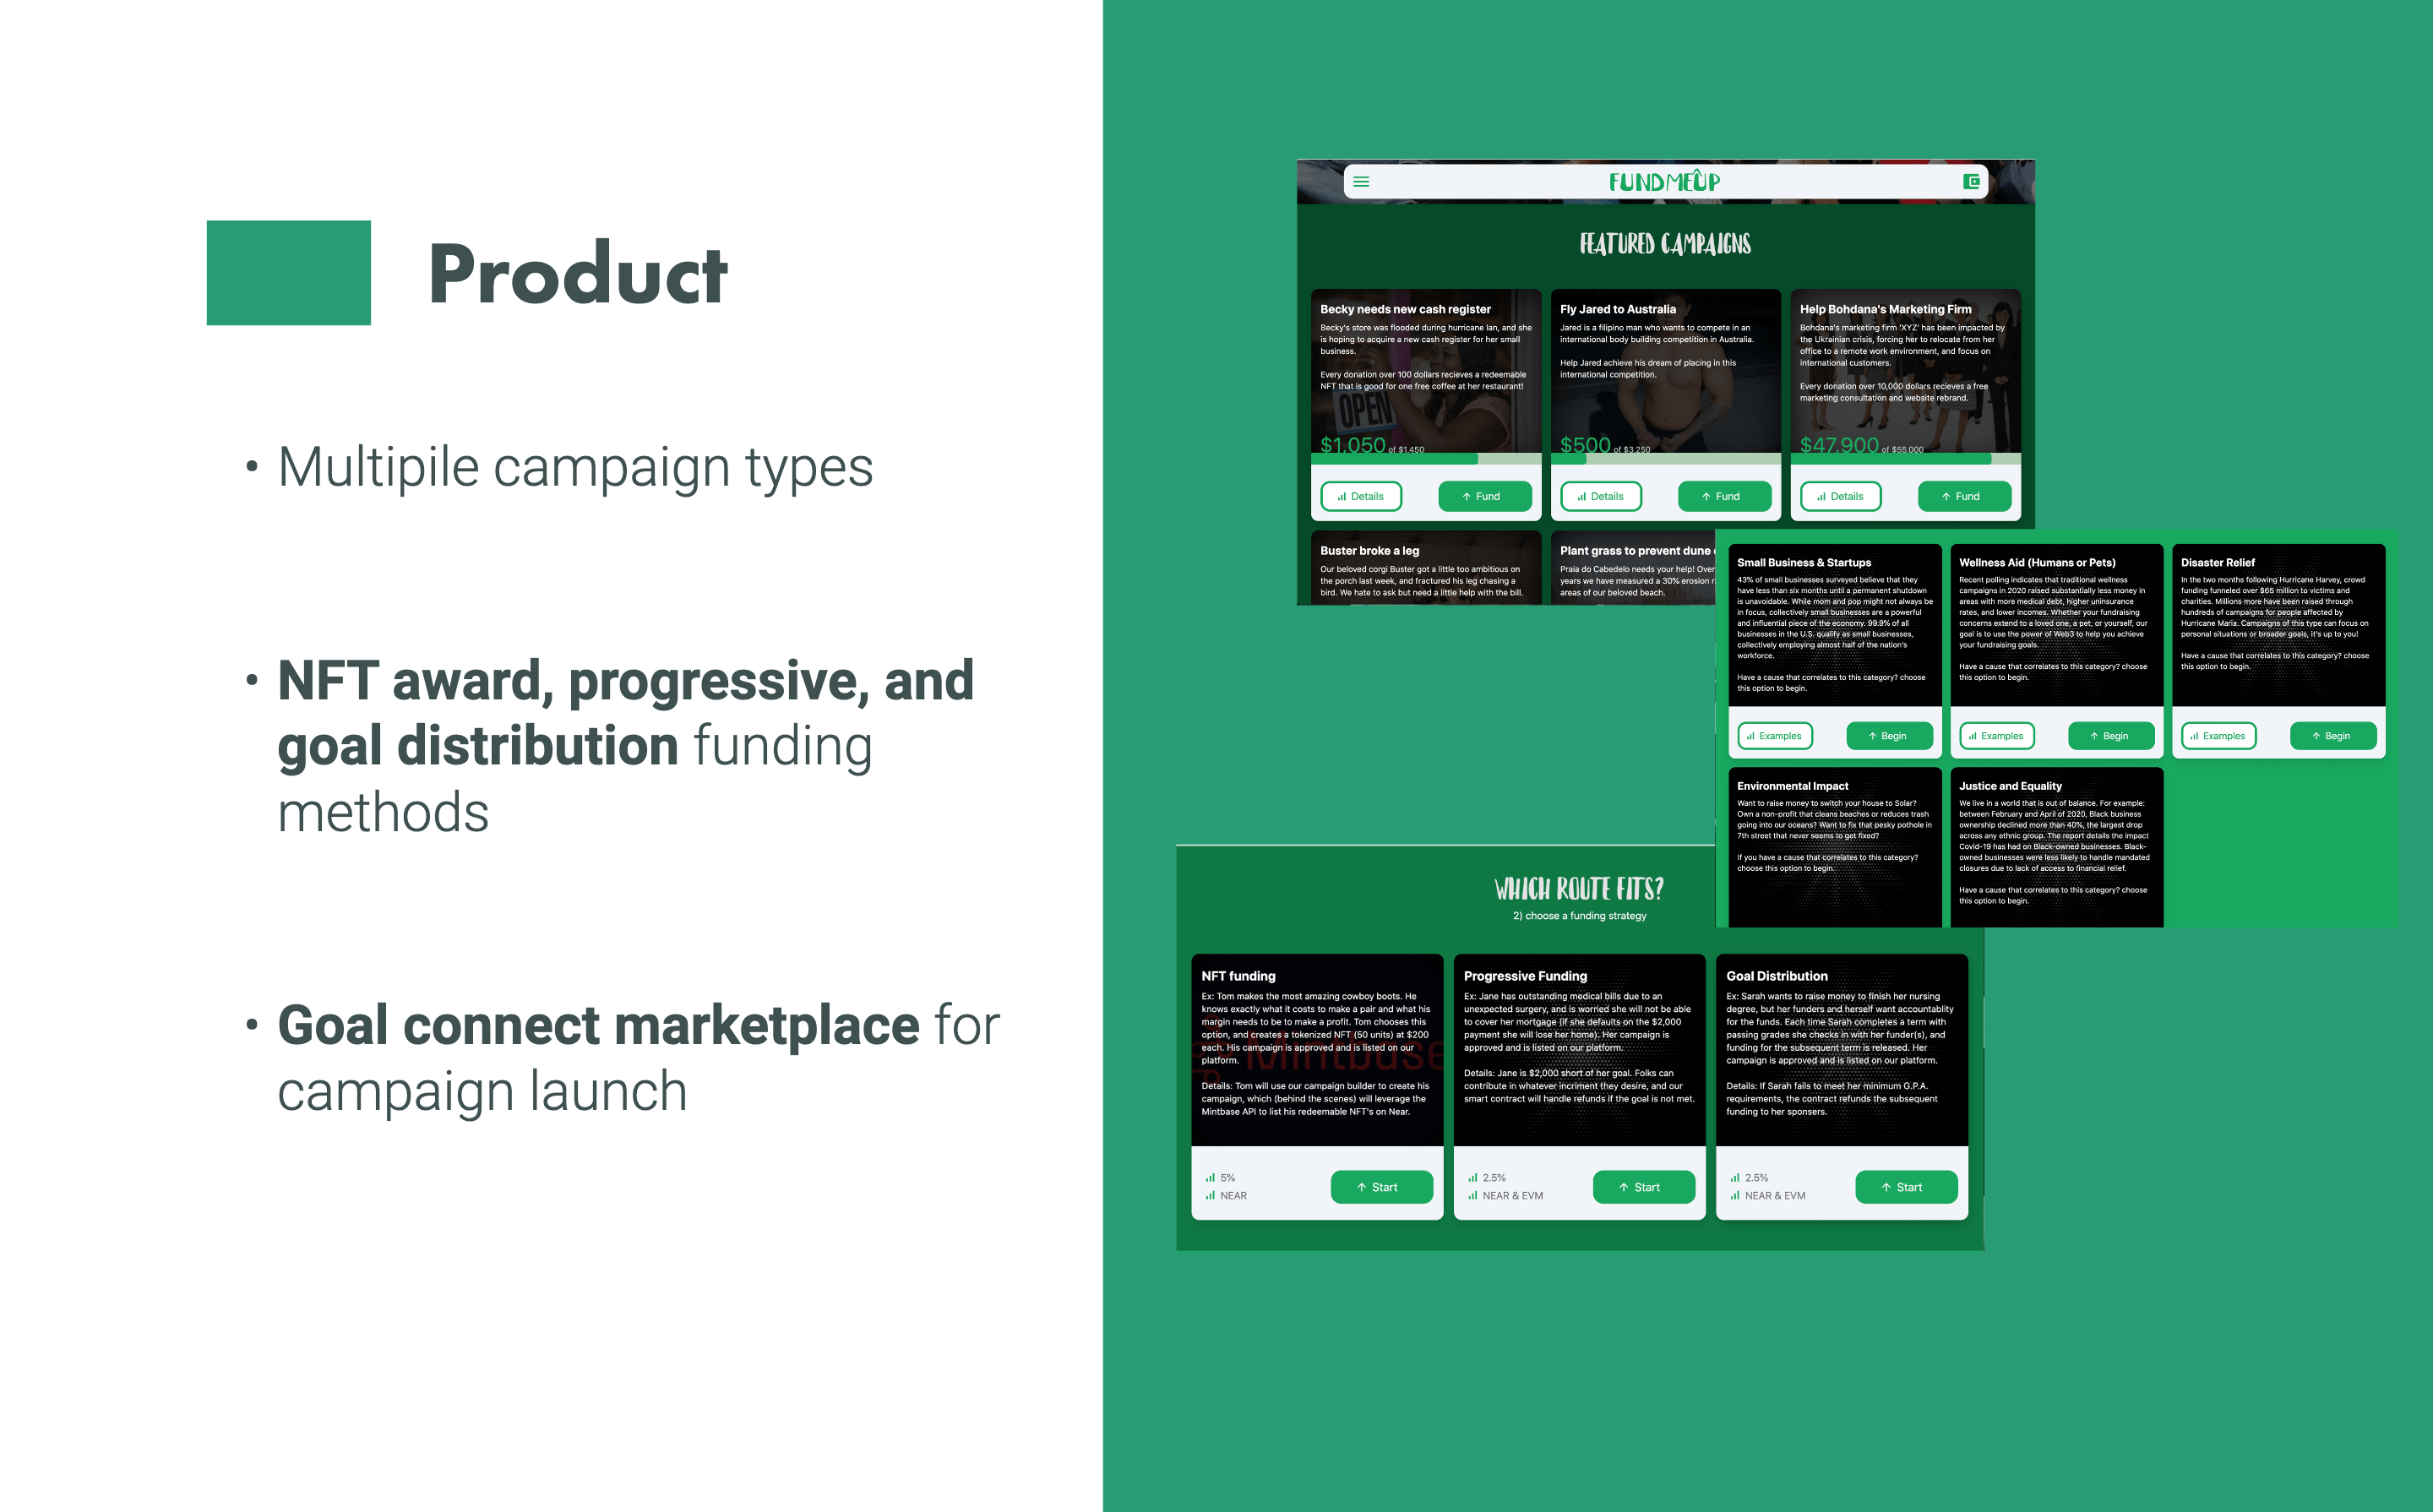 Product
• Multipile campaign types
• NFT award, progressive, and
goal distribution funding
methods
• Goal connect marketplace for
campaign launch
FUNDMEUP
FEATURED CAMPAIGNS
Becky needs new cash register
Becky's store was flooded during hurricane Ian, and she
is hoping to acquire a new cash register for her small
business.
Every donation over 100 dollars recieves a redeemable
NFT that is good for one free coffee at her restaurant!
OPEN
$1,050 of $1,450
Details
Fund
Fly Jared to Australia
Jared is a filipino man who wants to compete in an
international body building competition in Australia.
Help Jared achieve his dream of placing in this
international competition.
$500 of $3,250
Details
Fund
Help Bohdana's Marketing Firm
Bohdana's marketing firm 'XYZ' has been impacted by
the Ukrainian crisis, forcing her to relocate from her
office to a remote work environment, and focus on
international customers.
Every donation over 10,000 dollars recieves a free
marketing consultation and website rebrand.
$47,900 of $55,000
Details
Fund
Buster broke a leg
Our beloved corgi Buster got a little too ambitious on
the porch last week, and fractured his leg chasing a
bird. We hate to ask but need a little help with the bill.
Plant grass to prevent dune
Praia do Cabedelo needs your help! Over
years we have measured a 30% erosion
areas of our beloved beach.
Small Business & Startups
43% of small businesses surveyed believe that they
have less than six months until a permanent shutdown
is unavoidable. While mom and pop might not always be
in focus, collectively small businesses are a powerful
and influential piece of the economy. 99.9% of all
businesses in the U.S. qualify as small businesses,
collectively employing almost half of the nation's
workforce.
Have a cause that correlates to this category? choose
this option to begin.
Examples
Begin
Wellness Aid (Humans or Pets)
Recent polling indicates that traditional wellness
campaigns in 2020 raised substantially less money in
areas with more medical debt, higher uninsurance
rates, and lower incomes. Whether your fundraising
concerns extend to a loved one, a pet, or yourself, our
goal is to use the power of Web3 to help you achieve
your fundraising goals.
Have a cause that correlates to this category? choose
this option to begin.
Examples
Begin
Disaster Relief
In the two months following Hurricane Harvey, crowd
funding funneled over $66 million to victims and
charities. Millions more have been raised through
hundreds of campaigns for people affected by
Hurricane Maria. Campaigns of this type can focus on
personal situations or broader goals, it's up to you!
Have a cause that correlates to this category? choose
this option to begin.
Examples
Begin
Environmental Impact
Want to raise money to switch your house to Solar?
Own a non-profit that cleans beaches or reduces trash
going into our oceans? Want to fix that pesky pothole in
7th street that never seems to get fixed?
If you have a cause that correlates to this category?
choose this option to begin.
Justice and Equality
We live in a world that is out of balance. For example:
between February and April of 2020, Black business
ownership declined more than 40%, the largest drop
across any ethnic group. The report details the impact
Covid-19 has had on Black-owned businesses. Black-
owned businesses were less likely to handle mandated
closures due to lack of access to financial relief.
Have a cause that correlates to this category? choose
this option to begin.
WHICH ROUTE FITS?
2) choose a funding strategy
NFT funding
Ex: Tom makes the most amazing cowboy boots. He
knows exactly what it costs to make a pair and what his
margin needs to be to make a profit. Tom chooses this
option, and creates a tokenized NFT (50 units) at $200
each. His campaign is approved and is listed on our
platform.
Mintbase
Details: Tom will use our campaign builder to create his
campaign, which (behind the scenes) will leverage the
Mintbase API to list his redeemable NFT's on Near.
5%
NEAR
Start
Progressive Funding
Ex: Jane has outstanding medical bills due to an
unexpected surgery, and is worried she will not be able
to cover her mortgage (if she defaults on the $2,000
payment she will lose her home). Her campaign is
approved and is listed on our platform.
Details: Jane is $2,000 short of her goal. Folks can
contribute in whatever incriment they desire, and our
smart contract will handle refunds if the goal is not met.
2.5%
NEAR & EVM
Start
Goal Distribution
Ex: Sarah wants to raise money to finish her nursing
degree, but her funders and herself want accountablity
for the funds. Each time Sarah completes a term with
passing grades she checks in with her funder(s), and
funding for the subsequent term is released. Her
campaign is approved and is listed on our platform.
Details: If Sarah fails to meet her minimum G.P.A.
requirements, the contract refunds the subsequent
funding to her sponsers.
2.5%
NEAR & EVM
Start